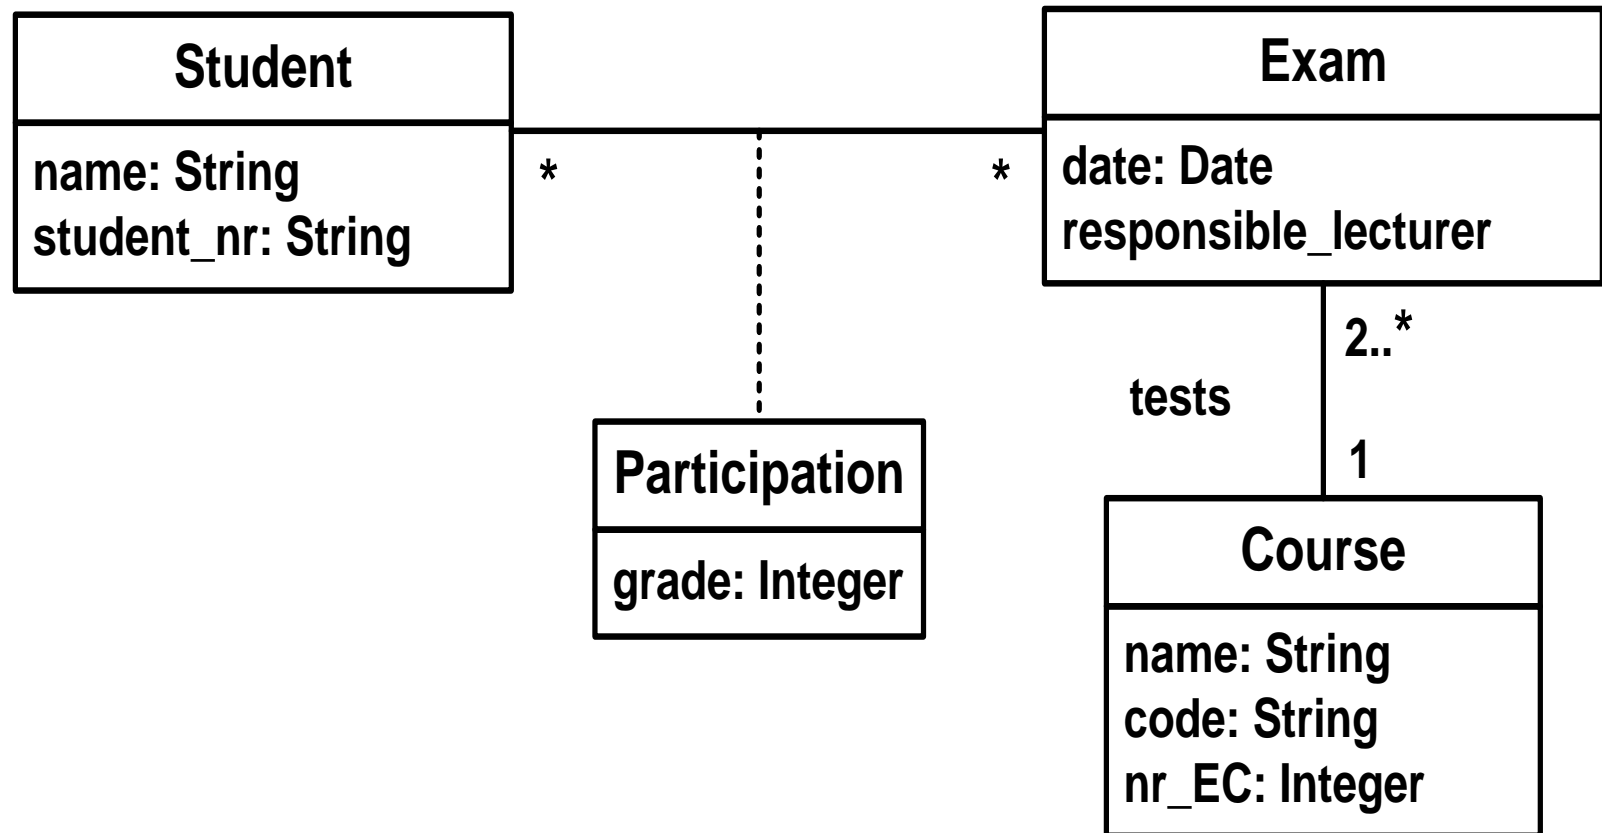 Student
name: String
student_nr: String
*
*
Exam
date: Date
responsible_lecturer
2..*
tests
1
Participation
grade: Integer
Course
name: String
code: String
nr_EC: Integer